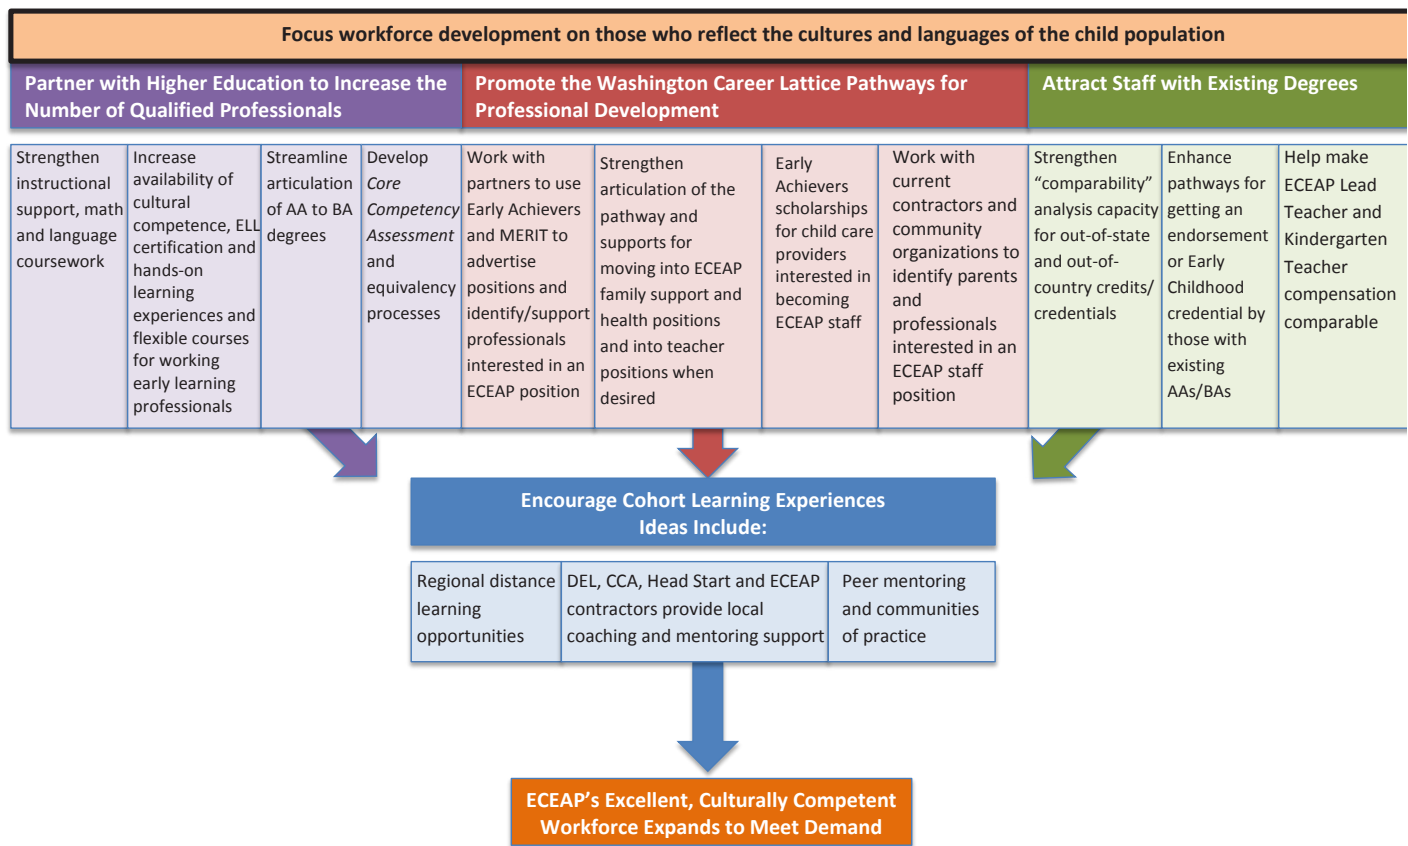 Focus workforce development on those who reflect the cultures and languages of the child population
Partner with Higher Education to Increase the
Number of Qualified Professionals
Promote the Washington Career Lattice Pathways for
Professional Development
Attract Staff with Existing Degrees
Strengthen
instructional
support, math
and language
coursework
Increase
availability of
cultural
competence, ELL
certification and
hands-on
learning
experiences and
flexible courses
for working
early learning
professionals
Streamline
articulation
of AA to BA
degrees
Develop
Core
Competency
Assessment
and
equivalency
processes
Work with
partners to use
Early Achievers
and MERIT to
advertise
positions and
identify/support
professionals
interested in an
ECEAP position
Strengthen
articulation of the
pathway and
supports for
moving into ECEAP
family support and
health positions
and into teacher
positions when
desired
Early
Achievers
scholarships
for child care
providers
interested in
becoming
ECEAP staff
Work with
current
contractors and
community
organizations to
identify parents
and
professionals
interested in an
ECEAP staff
position
Strengthen
“comparability”
analysis capacity
for out-of-state
and out-of-
country credits/
credentials
Enhance
pathways for
getting an
endorsement
or Early
Childhood
credential by
those with
existing
AAs/BAs
Help make
ECEAP Lead
Teacher and
Kindergarten
Teacher
compensation
comparable
Encourage Cohort Learning Experiences
Ideas Include:
Regional distance
learning
opportunities
DEL, CCA, Head Start and ECEAP
contractors provide local
coaching and mentoring support
Peer mentoring
and communities
of practice
ECEAP’s Excellent, Culturally Competent
Workforce Expands to Meet Demand